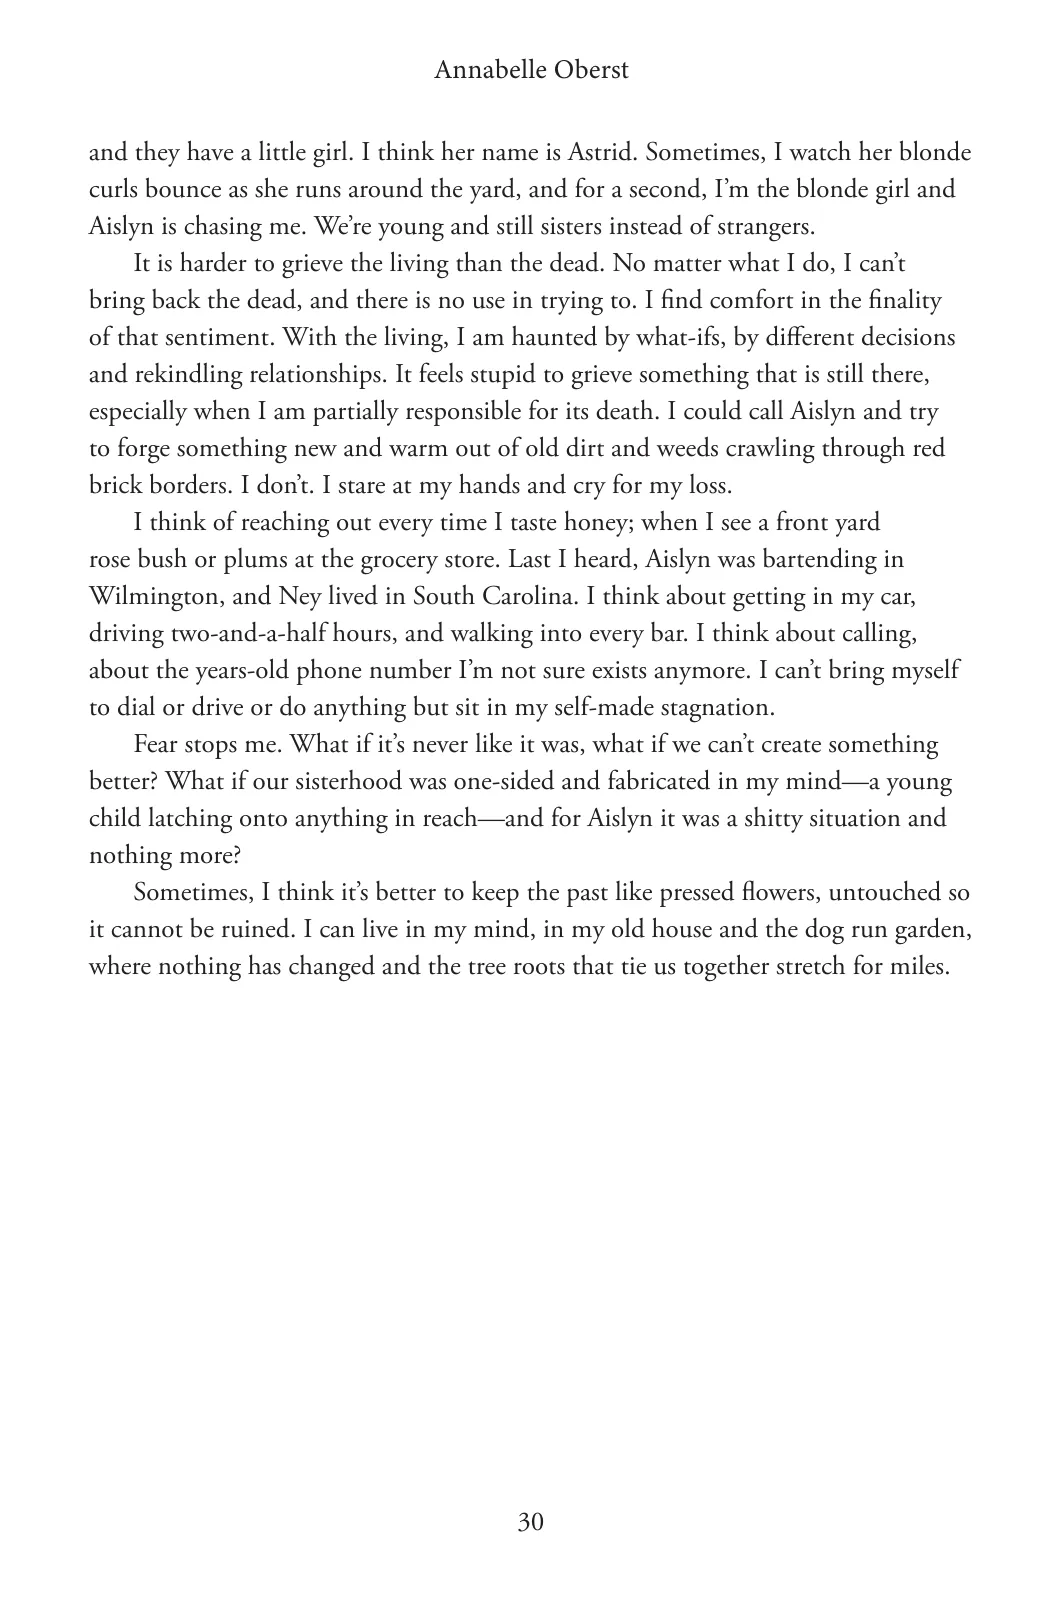 Annabelle Oberst
and they have a little girl. I think her name is Astrid. Sometimes, I watch her blonde
curls bounce as she runs around the yard, and for a second, I’m the blonde girl and
Aislyn is chasing me. We’re young and still sisters instead of strangers.
It is harder to grieve the living than the dead. No matter what I do, I can’t
bring back the dead, and there is no use in trying to. I find comfort in the finality
of that sentiment. With the living, I am haunted by what-ifs, by different decisions
and rekindling relationships. It feels stupid to grieve something that is still there,
especially when I am partially responsible for its death. I could call Aislyn and try
to forge something new and warm out of old dirt and weeds crawling through red
brick borders. I don’t. I stare at my hands and cry for my loss.
I think of reaching out every time I taste honey; when I see a front yard
rose bush or plums at the grocery store. Last I heard, Aislyn was bartending in
Wilmington, and Ney lived in South Carolina. I think about getting in my car,
driving two-and-a-half hours, and walking into every bar. I think about calling,
about the years-old phone number I’m not sure exists anymore. I can’t bring myself
to dial or drive or do anything but sit in my self-made stagnation.
Fear stops me. What if it’s never like it was, what if we can’t create something
better? What if our sisterhood was one-sided and fabricated in my mind—a young
child latching onto anything in reach—and for Aislyn it was a shitty situation and
nothing more?
Sometimes, I think it’s better to keep the past like pressed flowers, untouched so
it cannot be ruined. I can live in my mind, in my old house and the dog run garden,
where nothing has changed and the tree roots that tie us together stretch for miles.
30